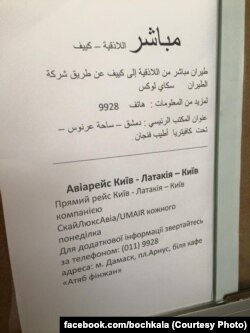 مباشر اللاذقية – كييف
طيران مباشر من اللاذقية إلى كييف عن طريق شركة
الطيران سكاي لوكس
لمزيد من المعلومات : هاتف 9928
عنوان المكتب الرئيسي : دمشق – ساحة عرنوس –
تحت كافيتريا أطيب فنجان
Авіарейс Київ - Латакія – Київ
Прямий рейс Київ - Латакія – Київ
компанією
СкайЛюксАвіа/UMAIR кожного
понеділка
Для додаткової інформації звертайтесь
за телефоном: (011) 9928
адреса: м. Дамаск, пл.Арнус, біля кафе
«Атяб фінжан»
facebook.com/bochkala (Courtesy Photo)